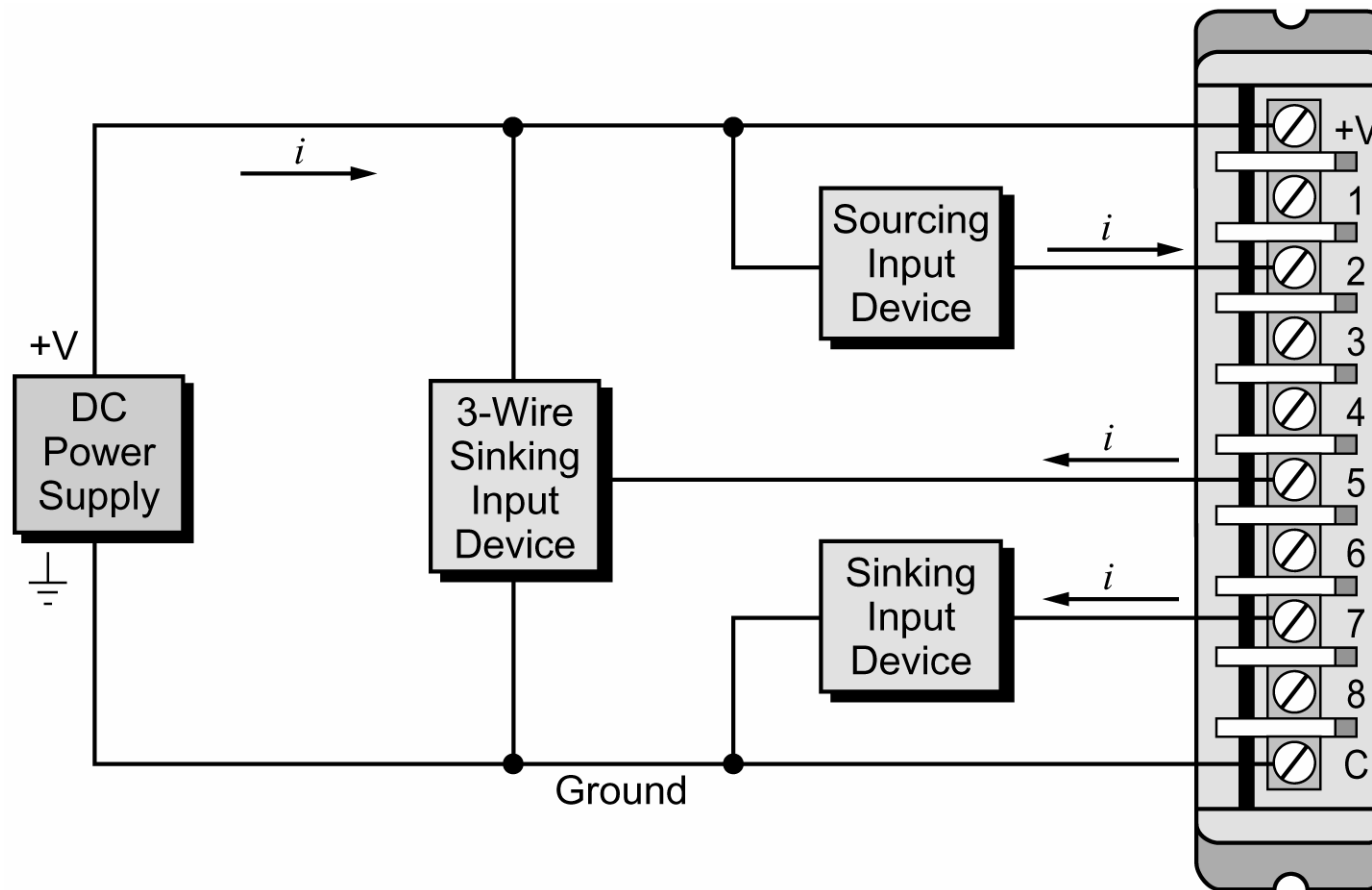 +V
i
Sourcing
Input
Device
i
1
2
3
+V
DC
Power
Supply
3-Wire
Sinking
Input
Device
i
4
5
6
Sinking
Input
Device
i
7
8
C
Ground